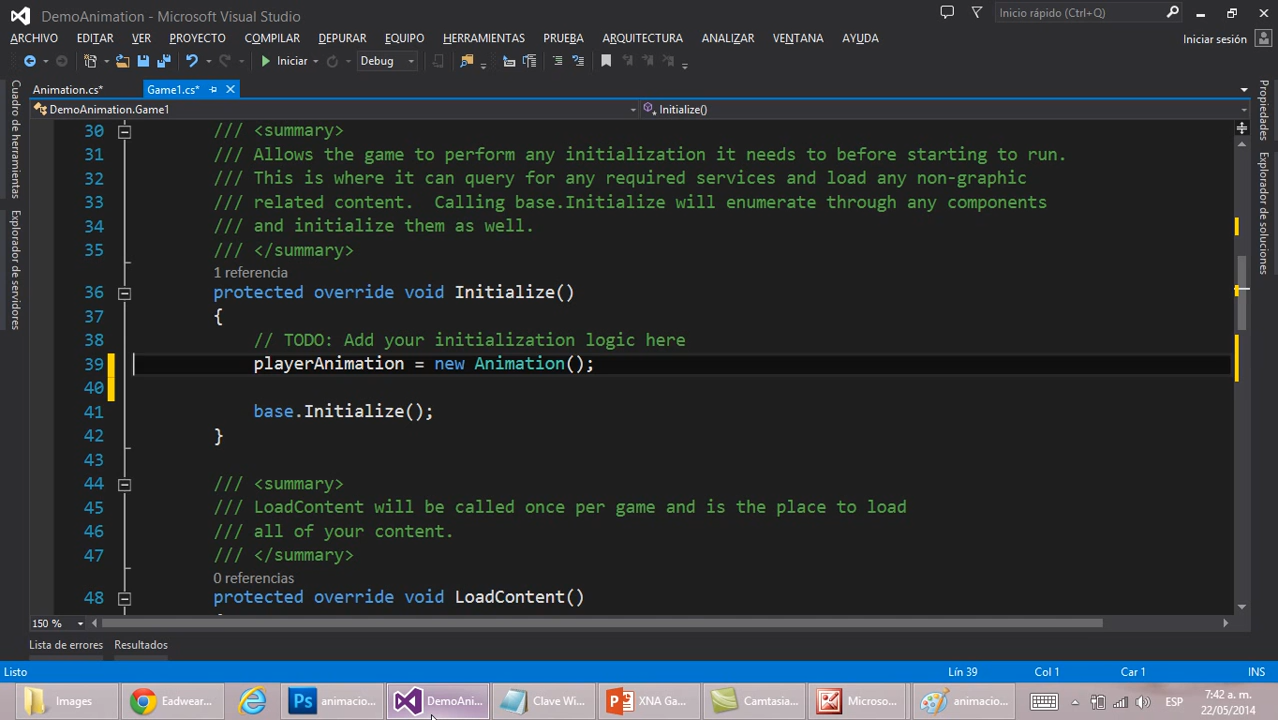 DemoAnimation - Microsoft Visual Studio
Inicio rápido (Ctrl+Q)
ARCHIVO EDITAR VER PROYECTO COMPILAR DEPURAR EQUIPO HERRAMIENTAS PRUEBA ARQUITECTURA ANALIZAR VENTANA AYUDA
Iniciar sesión
Iniciar Debug
Animation.cs* Game1.cs*
DemoAnimation.Game1 Initialize()
Cuadro de herramientas
Explorador de servidores
Propiedades
Explorador de soluciones
30 /// <summary>
31 /// Allows the game to perform any initialization it needs to before starting to run.
32 /// This is where it can query for any required services and load any non-graphic
33 /// related content.  Calling base.Initialize will enumerate through any components
34 /// and initialize them as well.
35 /// </summary>
1 referencia
36 protected override void Initialize()
37 {
38 // TODO: Add your initialization logic here
39 playerAnimation = new Animation();
40
41 base.Initialize();
42 }
43
44 /// <summary>
45 /// LoadContent will be called once per game and is the place to load
46 /// all of your content.
47 /// </summary>
0 referencias
48 protected override void LoadContent()
150 %
Lista de errores Resultados
Listo Lín 39 Col 1 Car 1 INS
Images Eadwear... Ps animacio... DemoAni... Clave Wi... XNA Ga... Camtasia... Microso... animacio... ESP 7:42 a. m.
22/05/2014